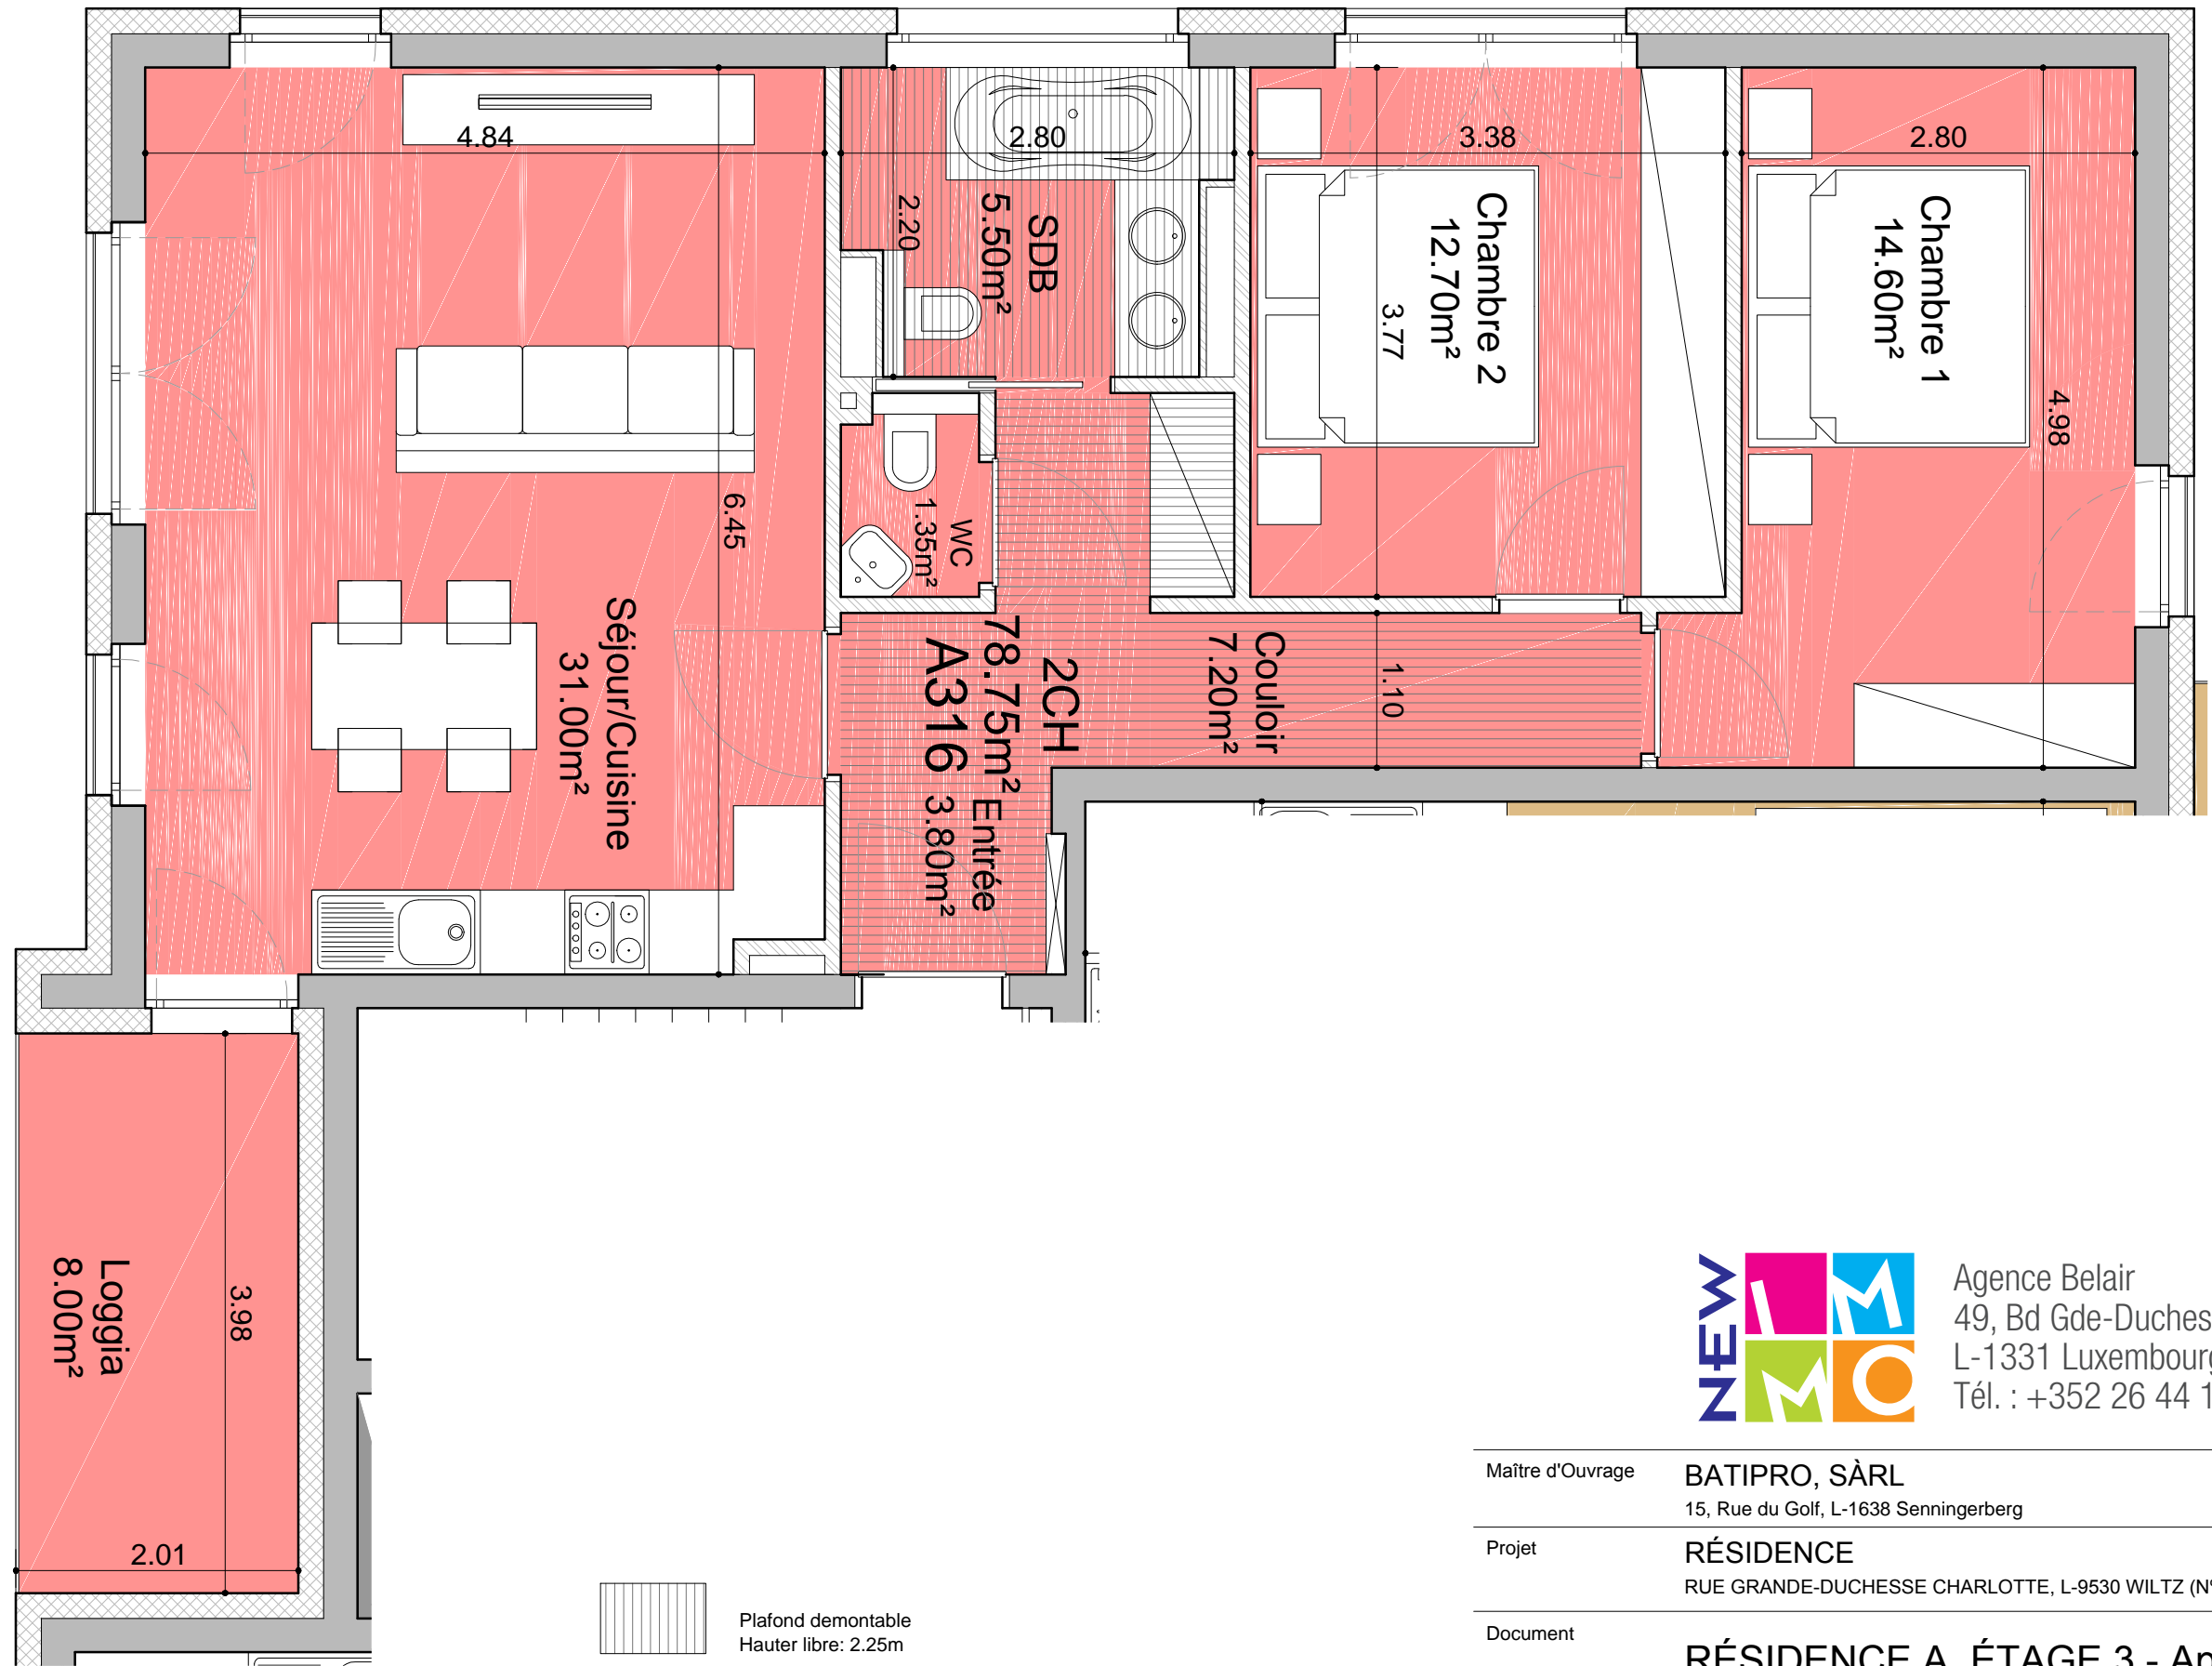 4.84
2.80
3.38
2.80
SDB
5.50m²
2.20
Chambre 2
12.70m²
3.77
Chambre 1
14.60m²
4.98
6.45
WC
1.35m²
Séjour/Cuisine
31.00m²
2CH
78.75m²
A316
Entrée
3.80m²
Couloir
7.20m²
1.10
Loggia
8.00m²
3.98
2.01
Plafond demontable
Hauter libre: 2.25m
NEW
IMMO
Agence Belair
49, Bd Gde-Duches
L-1331 Luxembourg
Tél. : +352 26 44 1
Maître d'Ouvrage
BATIPRO, SÀRL
15, Rue du Golf, L-1638 Senningerberg
Projet
RÉSIDENCE
RUE GRANDE-DUCHESSE CHARLOTTE, L-9530 WILTZ (N°
Document
RÉSIDENCE A, ÉTAGE 3 -